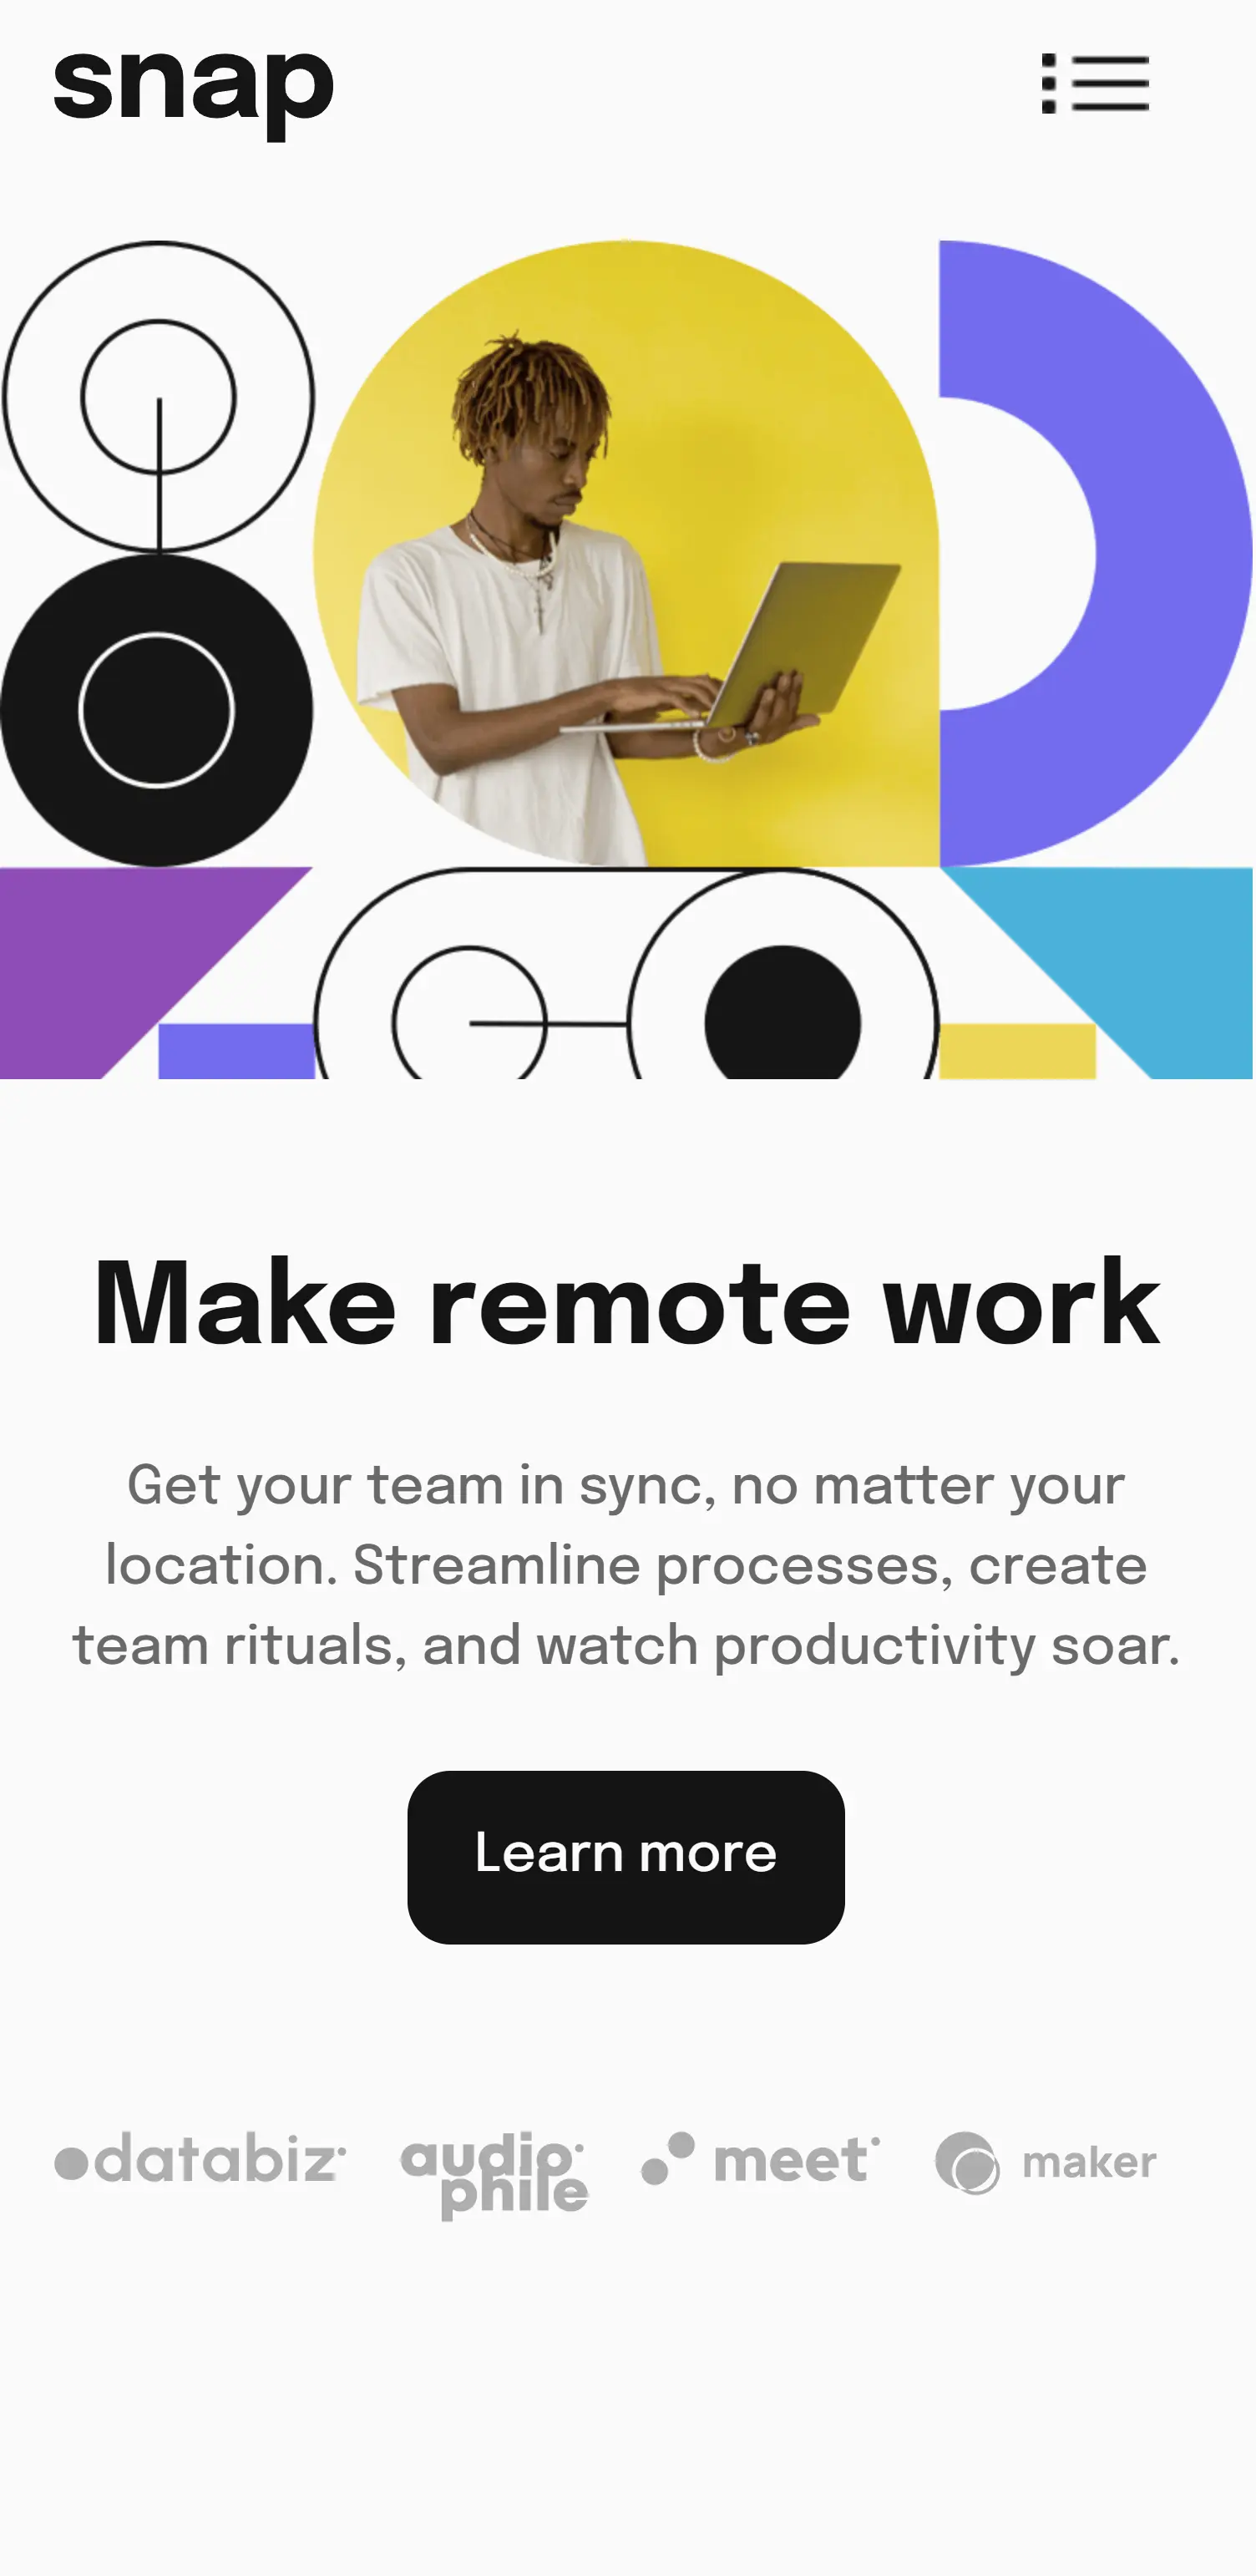 snap
Make remote work
Get your team in sync, no matter your
location. Streamline processes, create
team rituals, and watch productivity soar.
Learn more
databiz
audio
phile
meet
maker